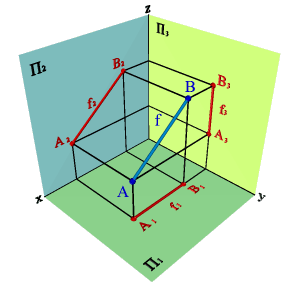 z
Π₂
Π₃
B₂
B₃
B
f₂
f
f₃
A₂
A₃
A
B₁
x
y
f₁
A₁
Π₁